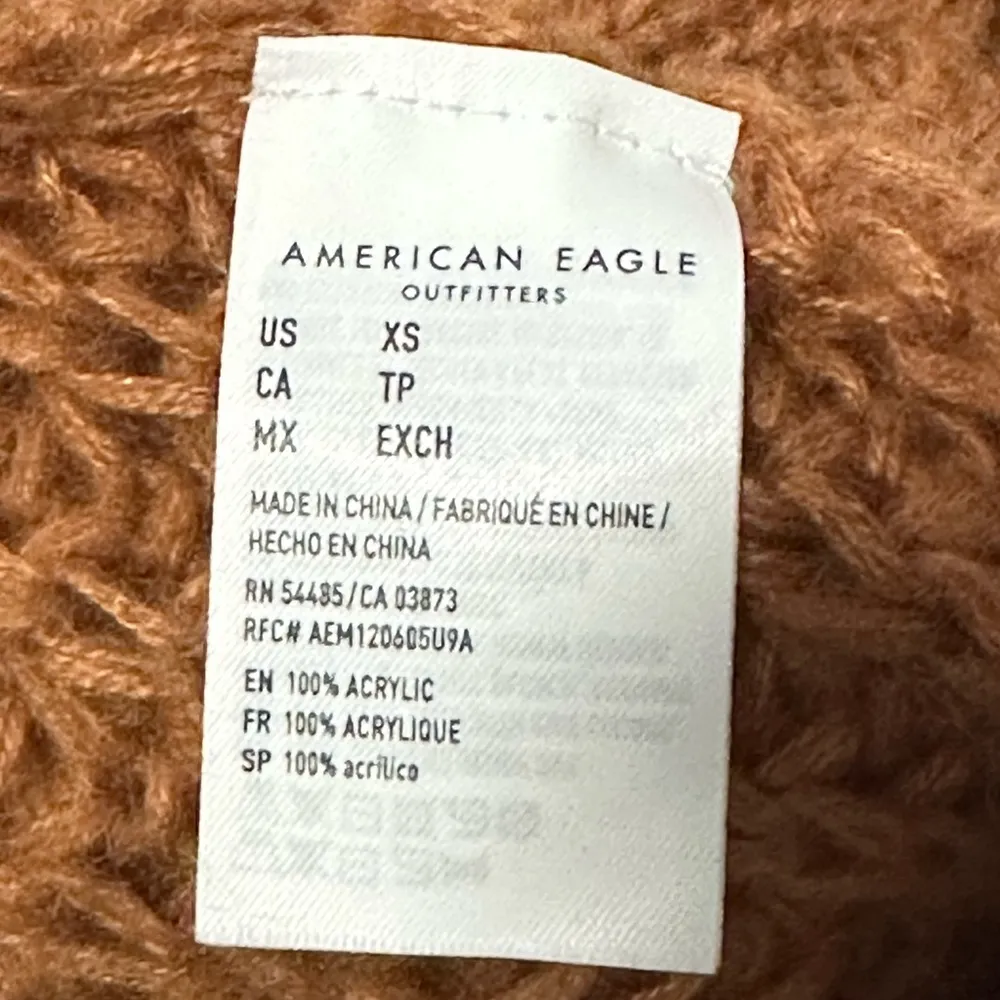 AMERICAN EAGLE
OUTFITTERS
US XS
CA TP
MX EXCH
MADE IN CHINA / FABRIQUÉ EN CHINE /
HECHO EN CHINA
RN 54485 / CA 03873
RFC# AEM120605U9A
EN 100% ACRYLIC
FR 100% ACRYLIQUE
SP 100% acrílico